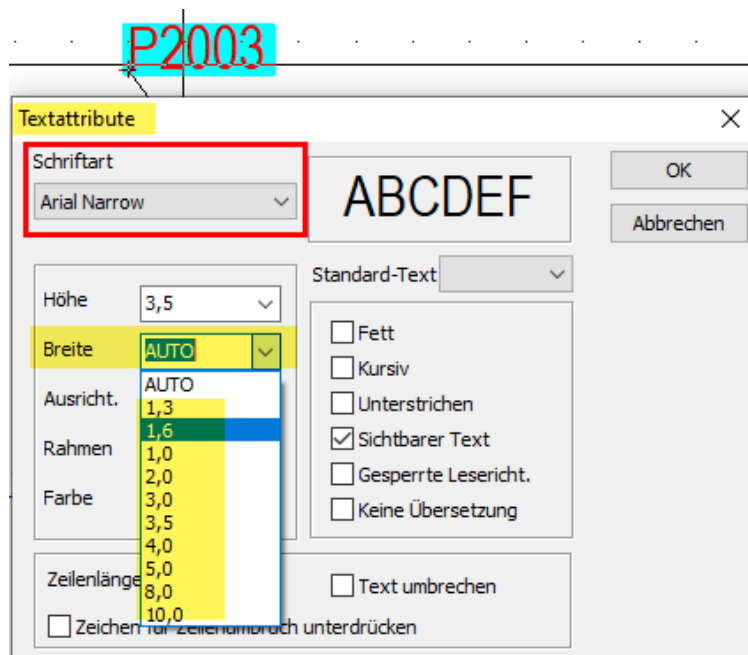 P2003
Textattribute
Schriftart
Arial Narrow
ABCDEF
OK
Abbrechen
Standard-Text
Höhe
3,5
Breite
AUTO
AUTO
1,3
1,6
1,0
2,0
3,0
3,5
4,0
5,0
8,0
10,0
Ausricht.
Rahmen
Farbe
Fett
Kursiv
Unterstrichen
Sichtbarer Text
Gesperrte Lesericht.
Keine Übersetzung
Zeilenlänge
Text umbrechen
Zeichen für Zeilenumbruch unterdrücken